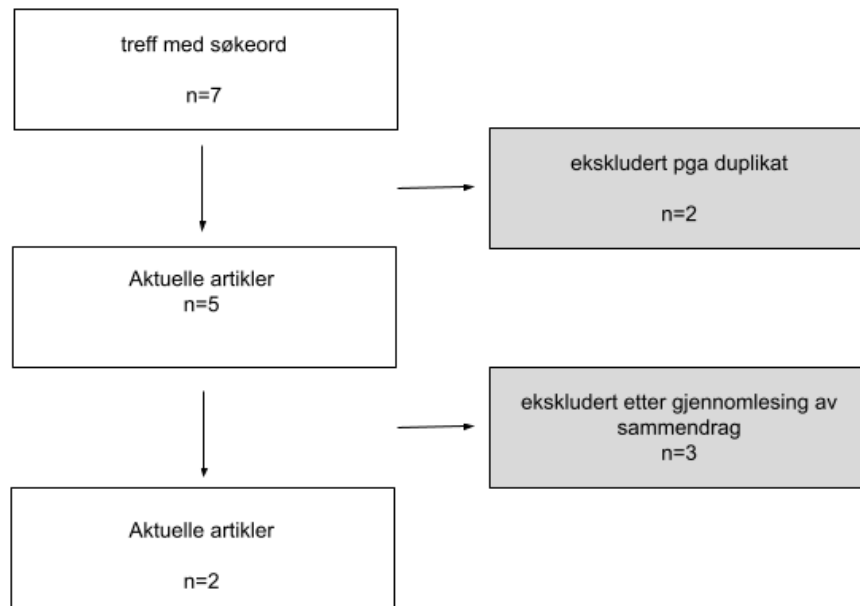 treff med søkeord
n=7
ekskludert pga duplikat
n=2
Aktuelle artikler
n=5
ekskludert etter gjennomlesing av
sammendrag
n=3
Aktuelle artikler
n=2